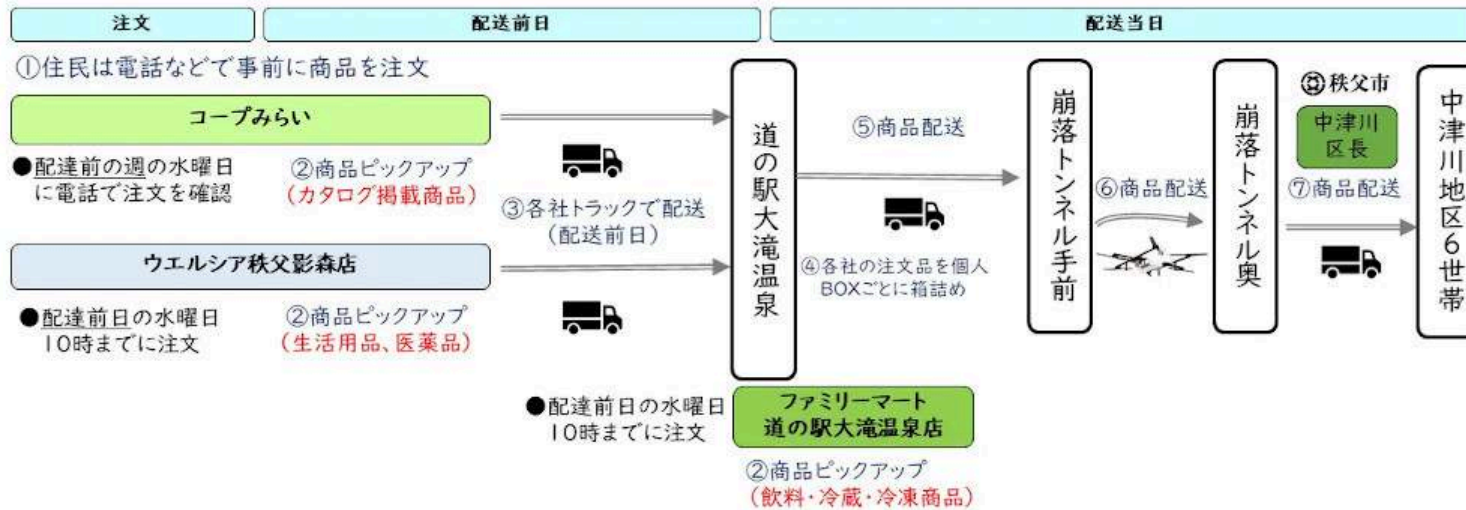 注文
配送前日
配送当日
①住民は電話などで事前に商品を注文
コープみらい
●配達前の週の水曜日
に電話で注文を確認
②商品ピックアップ
(カタログ掲載商品)
③各社トラックで配送
(配送前日)
ウエルシア秩父影森店
●配達前日の水曜日
10時までに注文
②商品ピックアップ
(生活用品、医薬品)
道の駅大滝温泉
●配達前日の水曜日
10時までに注文
ファミリーマート
道の駅大滝温泉店
②商品ピックアップ
(飲料・冷蔵・冷凍商品)
⑤商品配送
④各社の注文品を個人
BOXごとに箱詰め
崩落トンネル手前
⑥商品配送
崩落トンネル奥
秩父市
中津川
区長
⑦商品配送
中津川地区6世帯